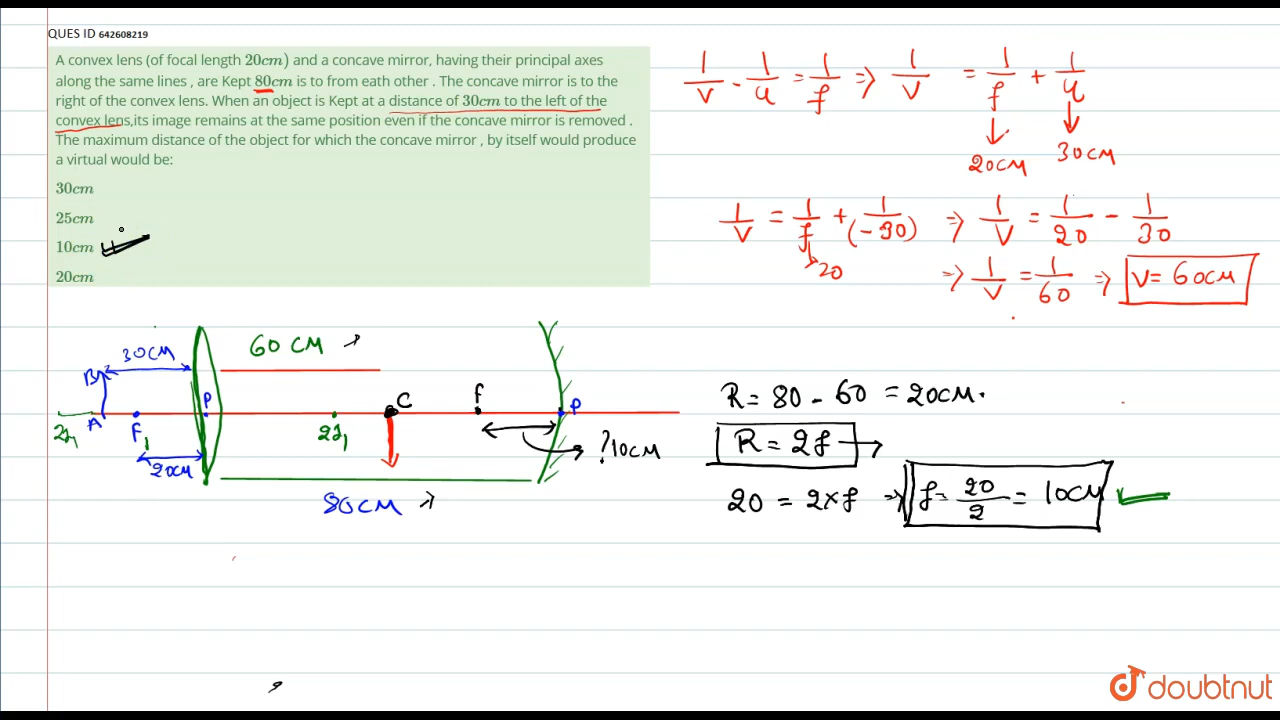 QUES ID 642608219
A convex lens (of focal length 20cm) and a concave mirror, having their principal axes
along the same lines , are Kept 80cm is to from eath other . The concave mirror is to the
right of the convex lens. When an object is Kept at a distance of 30cm to the left of the
convex lens,its image remains at the same position even if the concave mirror is removed .
The maximum distance of the object for which the concave mirror , by itself would produce
a virtual would be:
30cm
25cm
10cm
20cm
1/v - 1/u = 1/f ⇒ 1/v = 1/f + 1/u
20CM 30CM
1/v = 1/f + 1/(-30) ⇒ 1/v = 1/20 - 1/30
20
⇒ 1/v = 1/60 ⇒ V= 60CM
30CM
60 CM
B
A
F1
P
2f1
2f1
C
f
P
20CM
?10CM
80CM
R= 80 - 60 = 20CM.
R = 2f →
20 = 2×f ⇒ f= 20/2 = 10CM
doubtnut